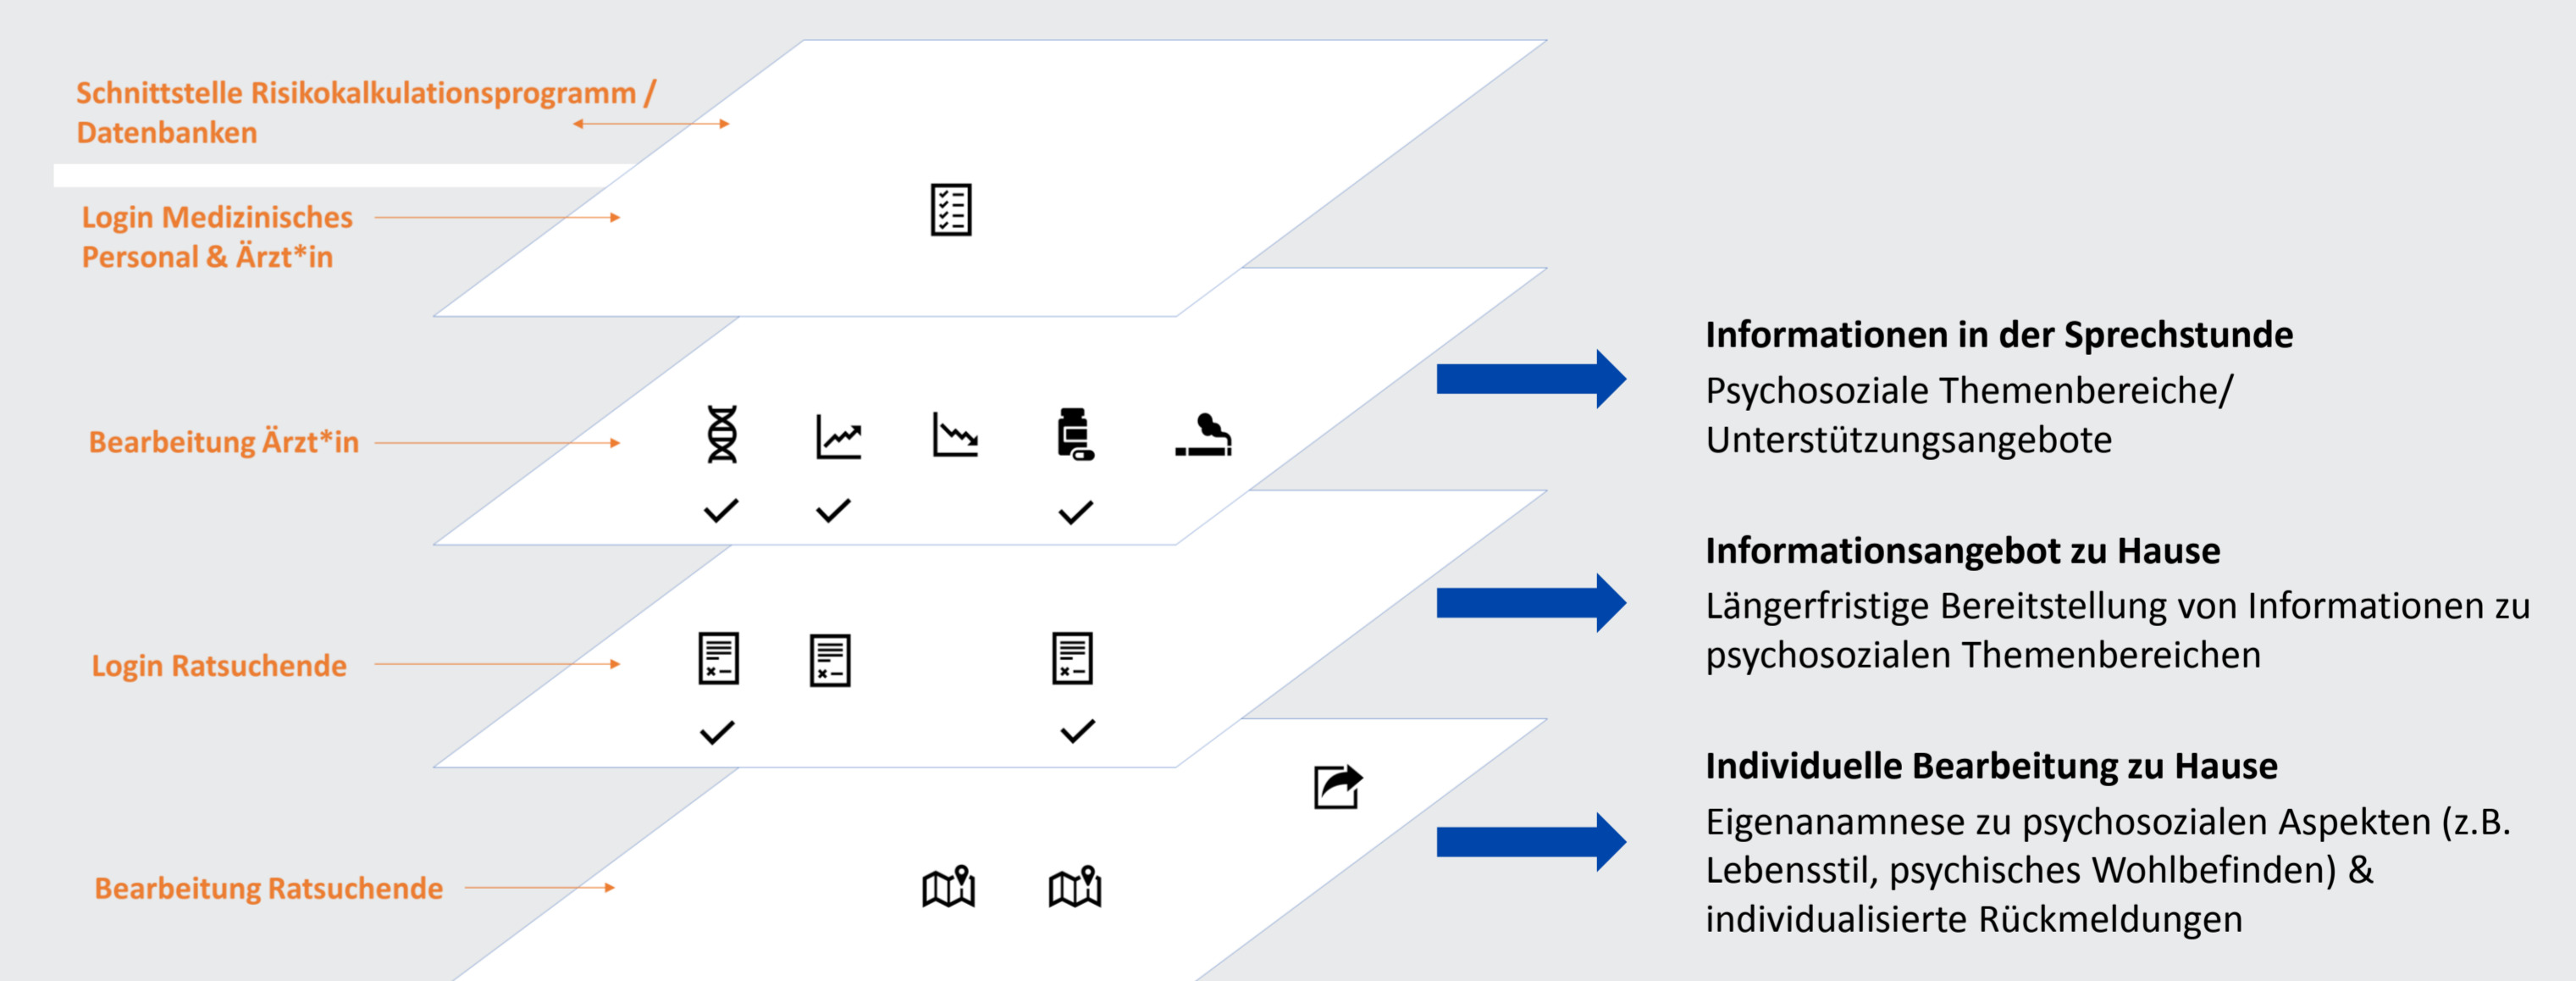 Schnittstelle Risikokalkulationsprogramm /
Datenbanken
Login Medizinisches
Personal & Ärzt*in
Bearbeitung Ärzt*in
Login Ratsuchende
Bearbeitung Ratsuchende
Informationen in der Sprechstunde
Psychosoziale Themenbereiche/
Unterstützungsangebote
Informationsangebot zu Hause
Längerfristige Bereitstellung von Informationen zu
psychosozialen Themenbereichen
Individuelle Bearbeitung zu Hause
Eigenanamnese zu psychosozialen Aspekten (z.B.
Lebensstil, psychisches Wohlbefinden) &
individualisierte Rückmeldungen